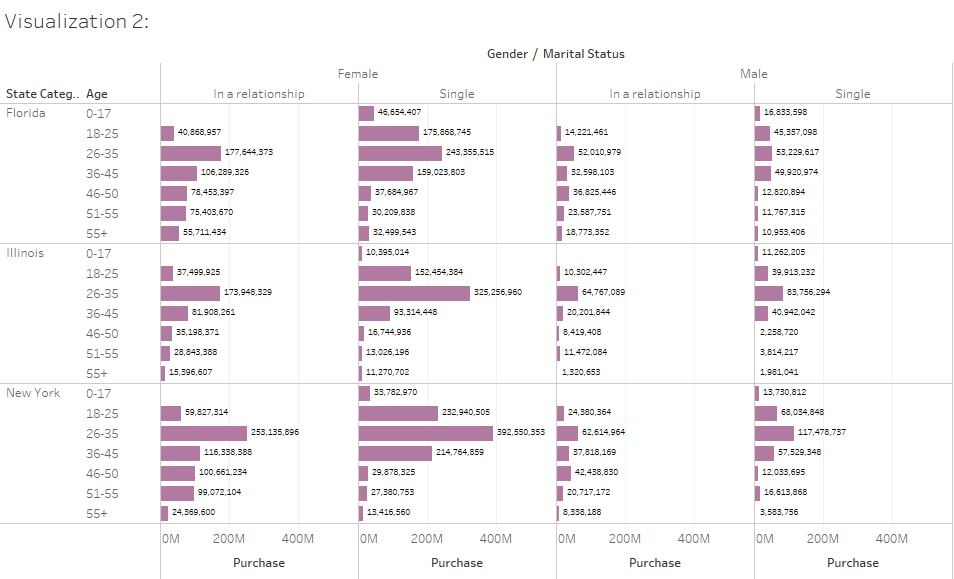 Visualization 2:
Gender / Marital Status
Female Male
State Categ.. Age In a relationship Single In a relationship Single
Florida 0-17 46,654,407 16,833,598
18-25 40,868,957 175,868,745 14,221,461 45,357,098
26-35 177,644,373 243,355,515 52,010,979 53,229,617
36-45 106,289,326 159,023,803 32,598,103 49,920,974
46-50 78,453,397 37,684,967 36,825,446 12,820,894
51-55 75,403,670 30,209,838 23,587,751 11,767,315
55+ 55,711,434 32,499,543 18,773,352 10,953,406
Illinois 0-17 10,395,014 11,262,205
18-25 37,499,925 152,454,384 10,302,447 39,913,232
26-35 173,948,329 325,256,960 64,767,089 83,756,294
36-45 81,908,261 93,314,448 20,201,844 40,942,042
46-50 35,198,371 16,744,936 8,419,408 2,258,720
51-55 28,843,388 13,026,196 11,472,084 3,814,217
55+ 15,396,607 11,270,702 1,320,653 1,981,041
New York 0-17 33,782,970 13,730,812
18-25 59,827,314 232,940,505 24,380,364 68,034,848
26-35 253,135,896 392,550,353 62,614,964 117,478,737
36-45 116,338,388 214,764,859 37,818,169 57,529,348
46-50 100,661,234 29,878,325 42,438,830 12,033,695
51-55 99,072,104 27,380,753 20,717,172 16,613,868
55+ 24,369,600 13,416,560 8,338,188 3,583,756
0M 200M 400M 0M 200M 400M 0M 200M 400M 0M 200M 400M
Purchase Purchase Purchase Purchase